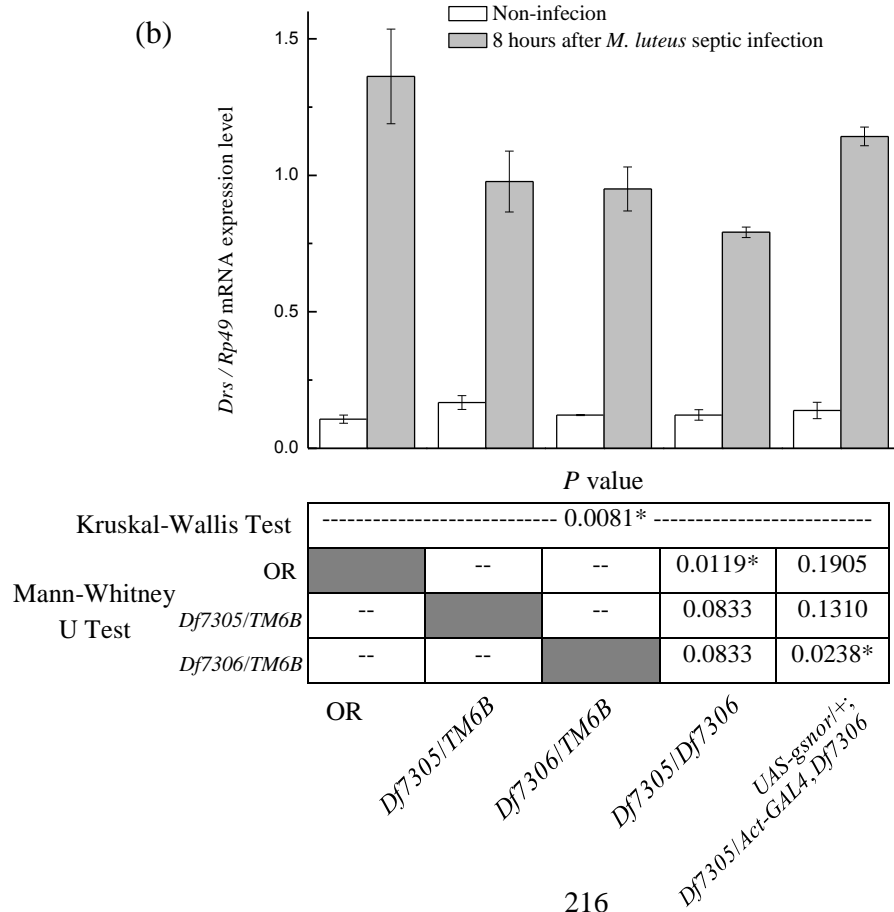 (b)
Non-infecion
8 hours after M. luteus septic infection
Drs / Rp49 mRNA expression level
1.5
1.0
0.5
0.0
P value
Kruskal-Wallis Test
0.0081*
Mann-Whitney
U Test
OR -- -- 0.0119* 0.1905
Df7305/TM6B -- -- 0.0833 0.1310
Df7306/TM6B -- -- 0.0833 0.0238*
OR
Df7305/TM6B
Df7306/TM6B
Df7305/Df7306
UAS-gsnor/+;
Df7305/Act-GAL4,Df7306
216